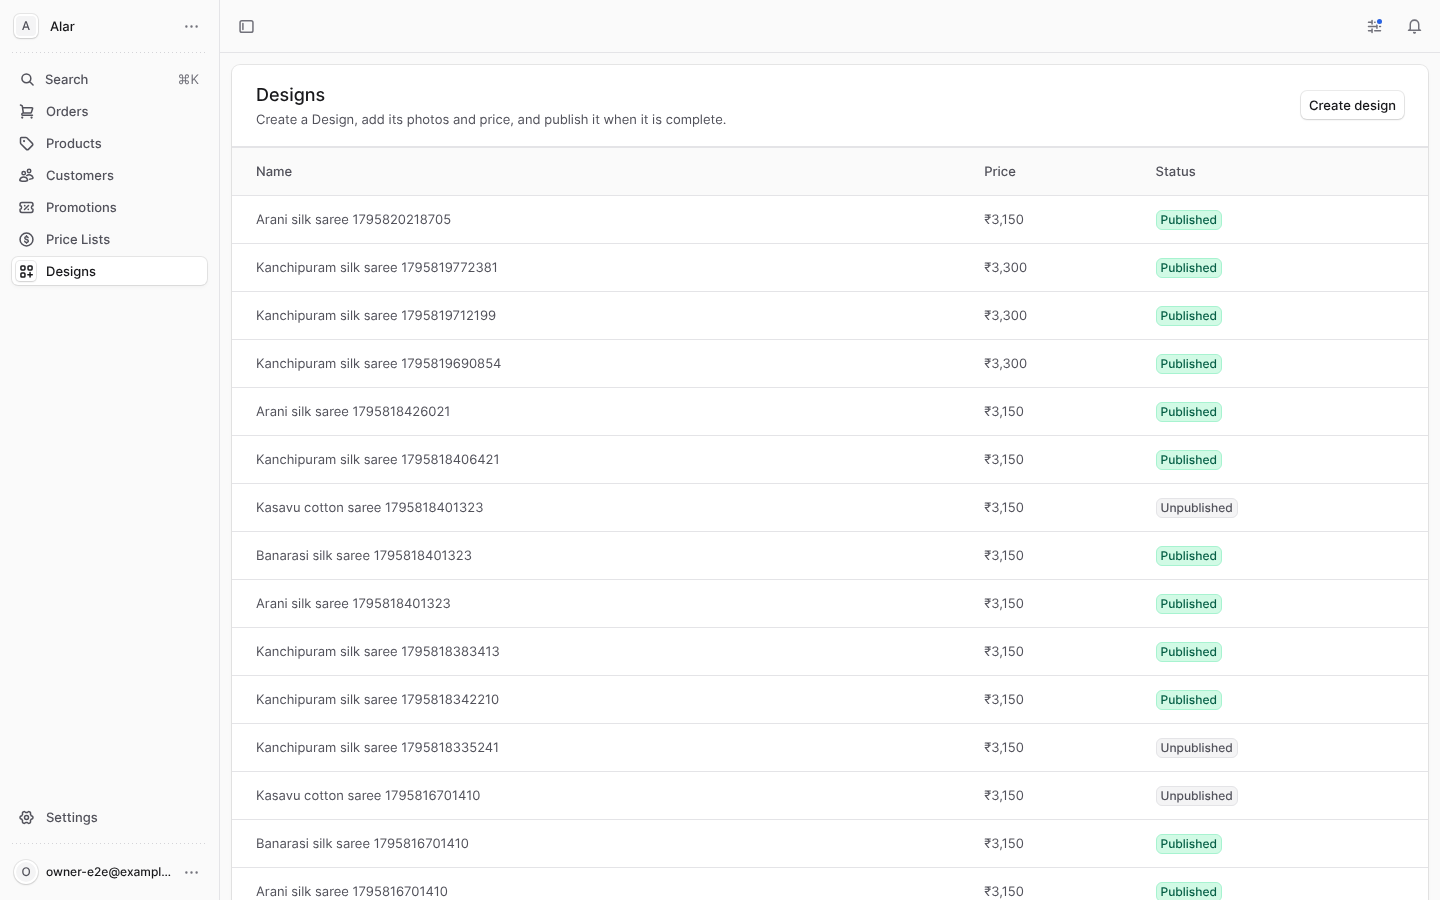 A Alar
Search ⌘K
Orders
Products
Customers
Promotions
Price Lists
Designs
Settings
O owner-e2e@exampl...
Designs
Create a Design, add its photos and price, and publish it when it is complete.
Create design
Name Price Status
Arani silk saree 1795820218705 ₹3,150 Published
Kanchipuram silk saree 1795819772381 ₹3,300 Published
Kanchipuram silk saree 1795819712199 ₹3,300 Published
Kanchipuram silk saree 1795819690854 ₹3,300 Published
Arani silk saree 1795818426021 ₹3,150 Published
Kanchipuram silk saree 1795818406421 ₹3,150 Published
Kasavu cotton saree 1795818401323 ₹3,150 Unpublished
Banarasi silk saree 1795818401323 ₹3,150 Published
Arani silk saree 1795818401323 ₹3,150 Published
Kanchipuram silk saree 1795818383413 ₹3,150 Published
Kanchipuram silk saree 1795818342210 ₹3,150 Published
Kanchipuram silk saree 1795818335241 ₹3,150 Unpublished
Kasavu cotton saree 1795816701410 ₹3,150 Unpublished
Banarasi silk saree 1795816701410 ₹3,150 Published
Arani silk saree 1795816701410 ₹3,150 Published